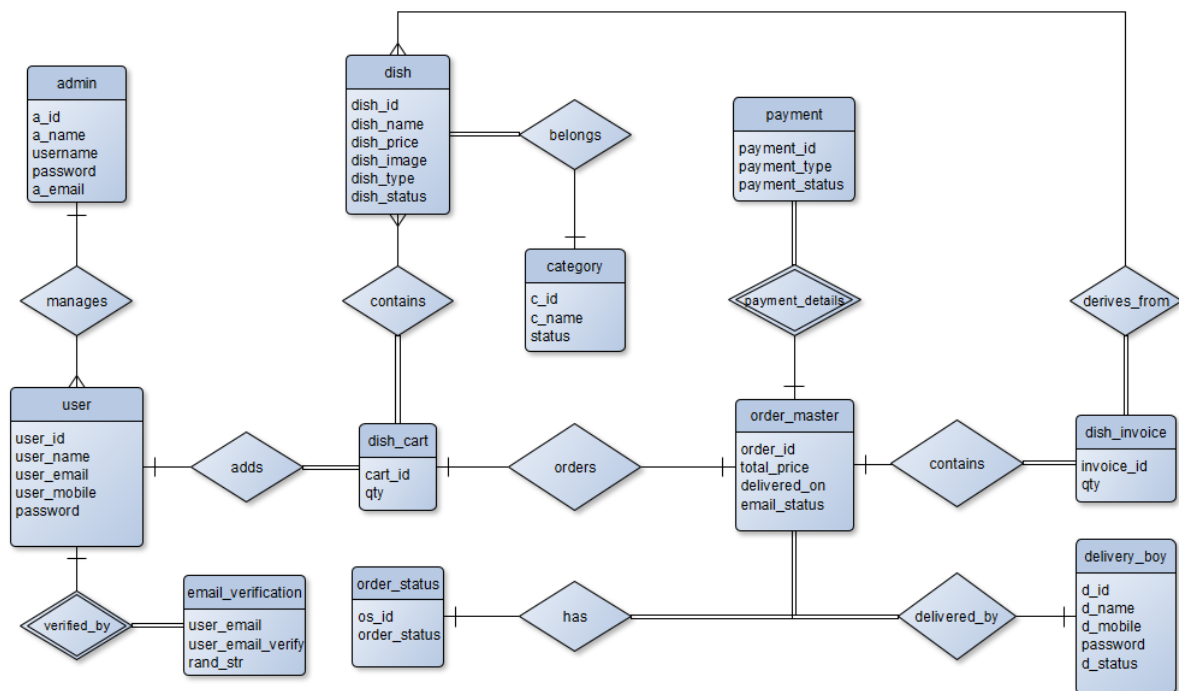 admin
a_id
a_name
username
password
a_email
dish
dish_id
dish_name
dish_price
dish_image
dish_type
dish_status
belongs
payment
payment_id
payment_type
payment_status
manages
contains
category
c_id
c_name
status
payment_details
derives_from
user
user_id
user_name
user_email
user_mobile
password
adds
dish_cart
cart_id
qty
orders
order_master
order_id
total_price
delivered_on
email_status
contains
dish_invoice
invoice_id
qty
verified_by
email_verification
user_email
user_email_verify
rand_str
order_status
os_id
order_status
has
delivered_by
delivery_boy
d_id
d_name
d_mobile
password
d_status